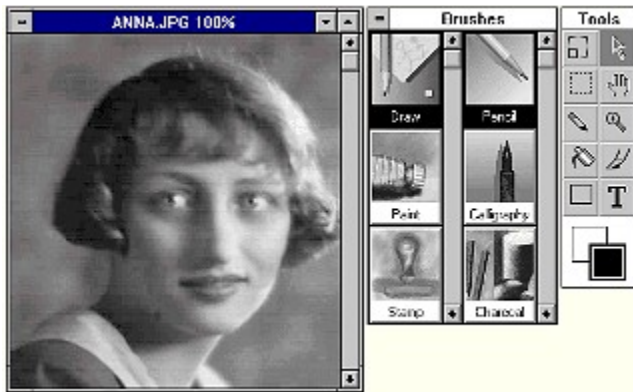 ANNA.JPG 100%
Brushes
Tools
Draw
Pencil
Paint
Calligraphy
Stamp
Charcoal
T